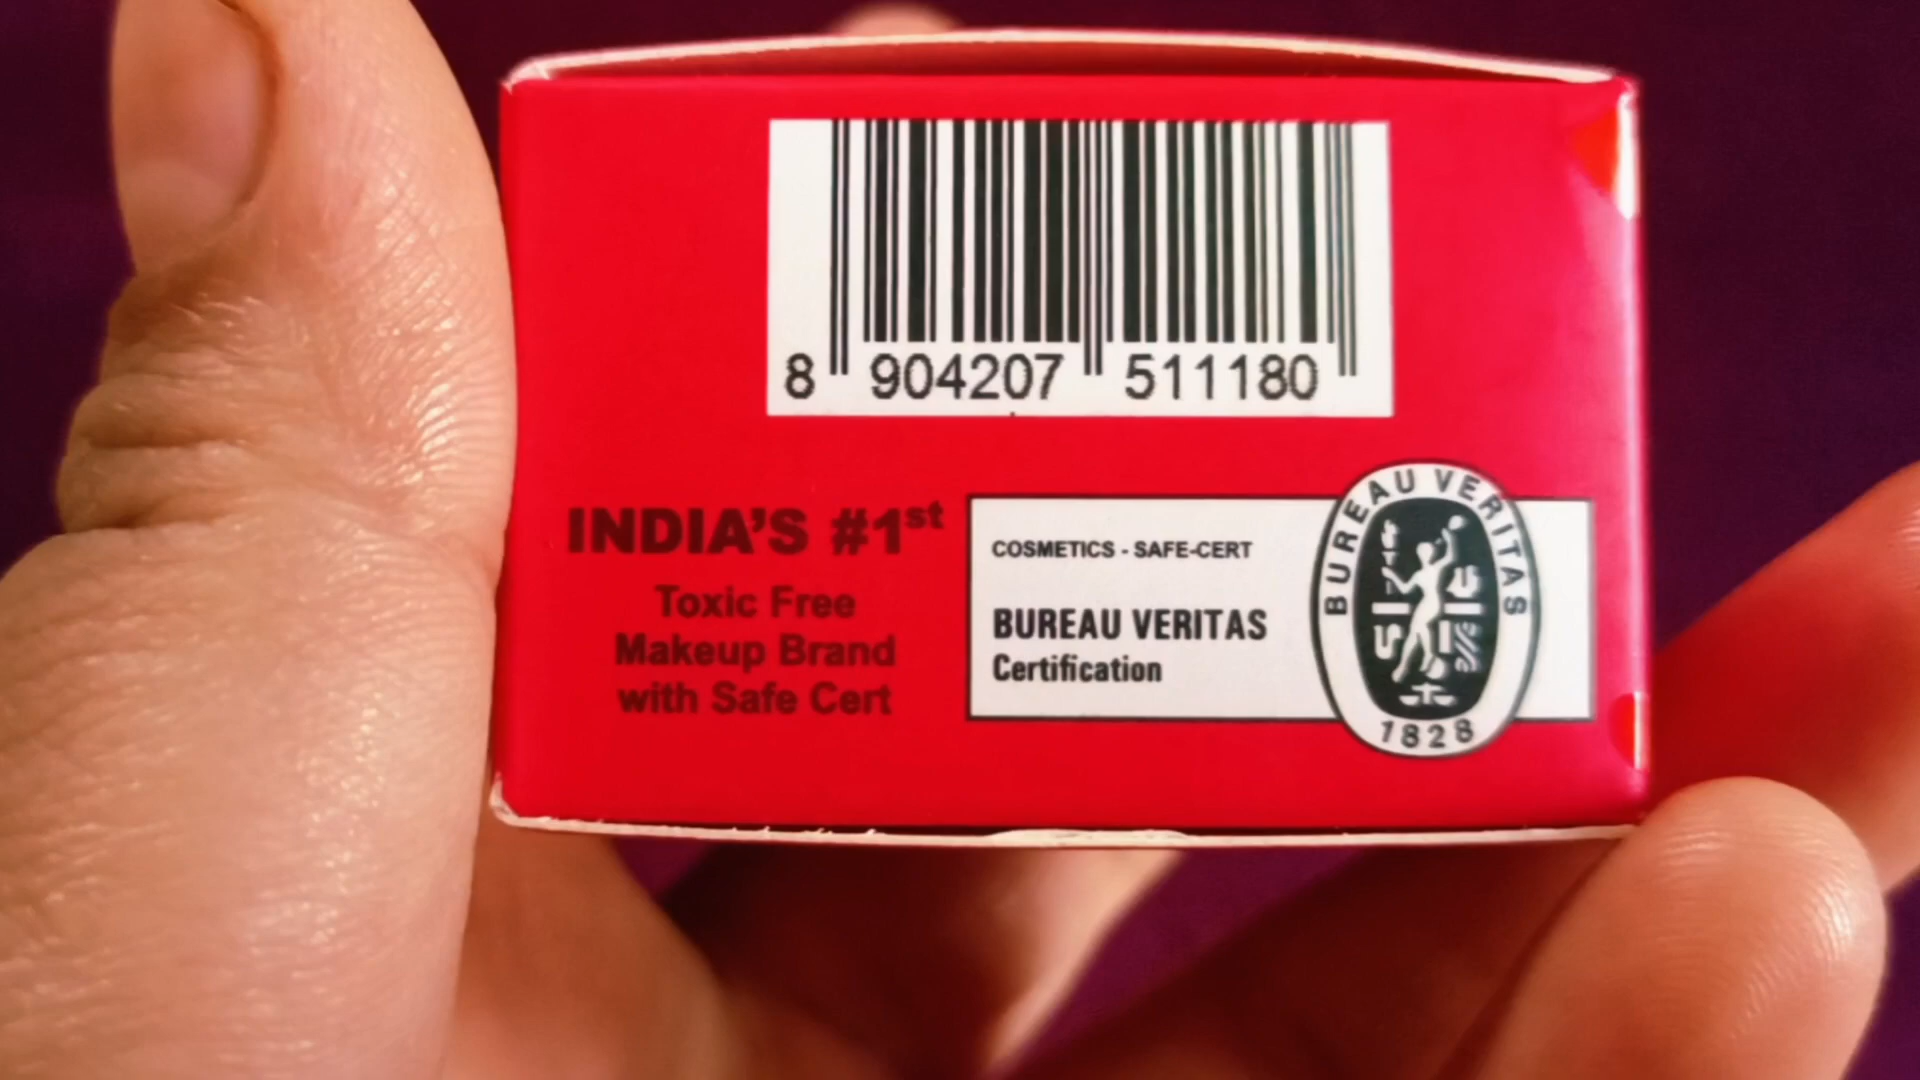 8 904207 511180
INDIA'S #1st
Toxic Free
Makeup Brand
with Safe Cert
COSMETICS - SAFE-CERT
BUREAU VERITAS
Certification
BUREAU VERITAS
1828